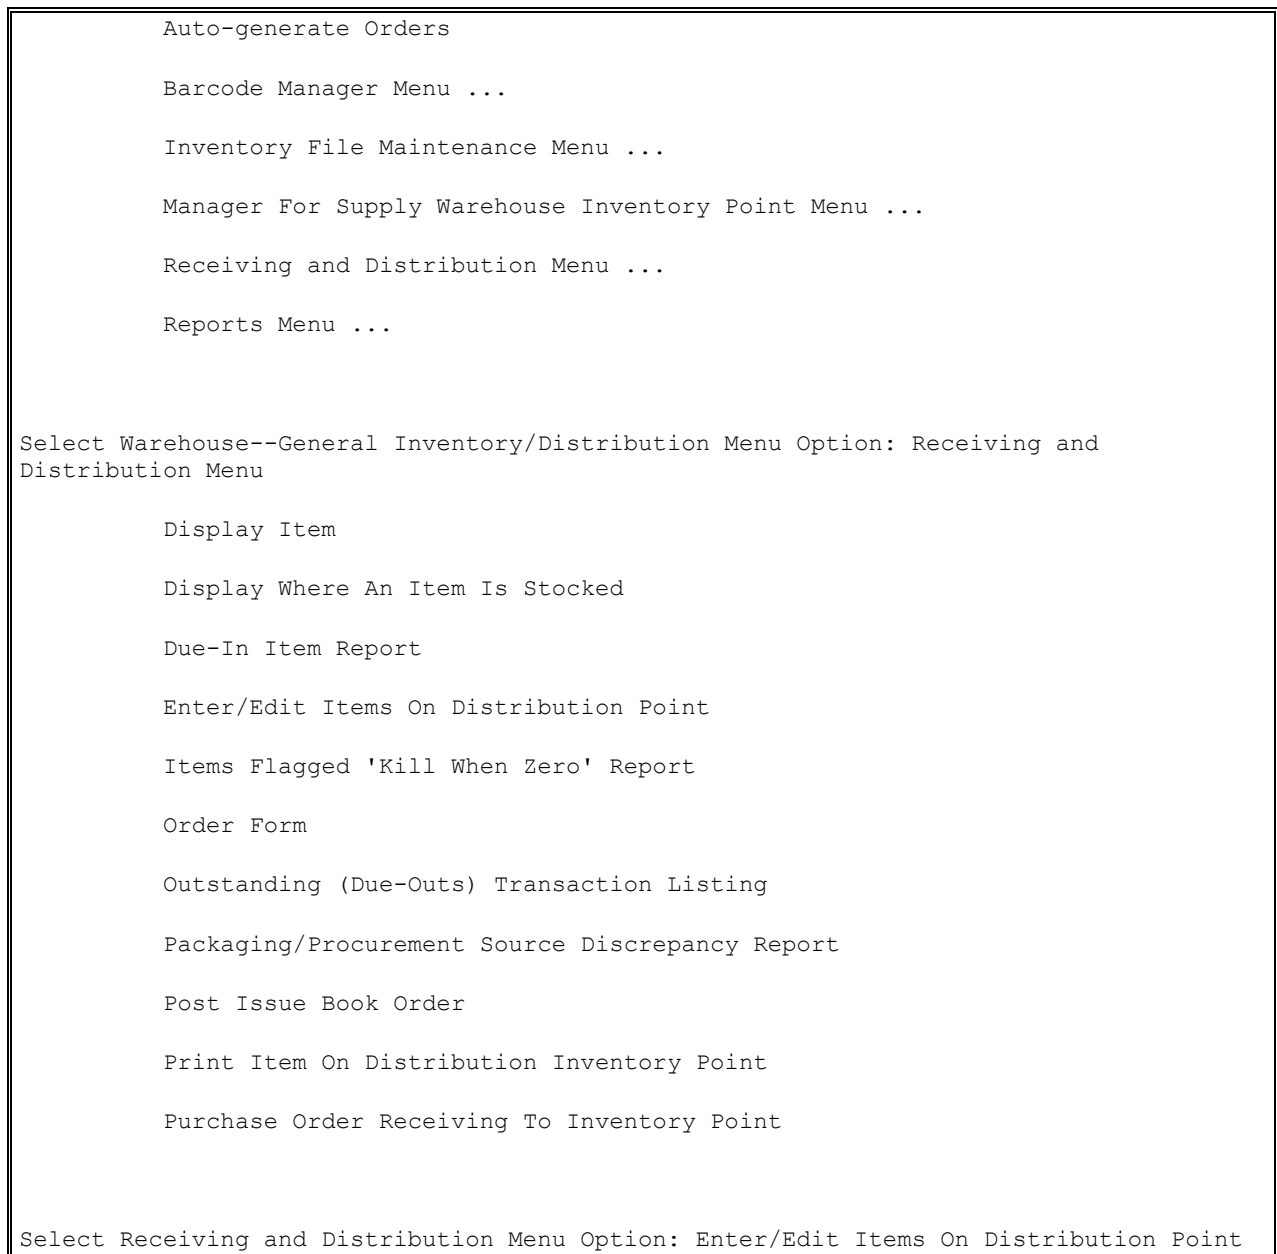 Auto-generate Orders
Barcode Manager Menu ...
Inventory File Maintenance Menu ...
Manager For Supply Warehouse Inventory Point Menu ...
Receiving and Distribution Menu ...
Reports Menu ...
Select Warehouse--General Inventory/Distribution Menu Option: Receiving and
Distribution Menu
Display Item
Display Where An Item Is Stocked
Due-In Item Report
Enter/Edit Items On Distribution Point
Items Flagged 'Kill When Zero' Report
Order Form
Outstanding (Due-Outs) Transaction Listing
Packaging/Procurement Source Discrepancy Report
Post Issue Book Order
Print Item On Distribution Inventory Point
Purchase Order Receiving To Inventory Point
Select Receiving and Distribution Menu Option: Enter/Edit Items On Distribution Point